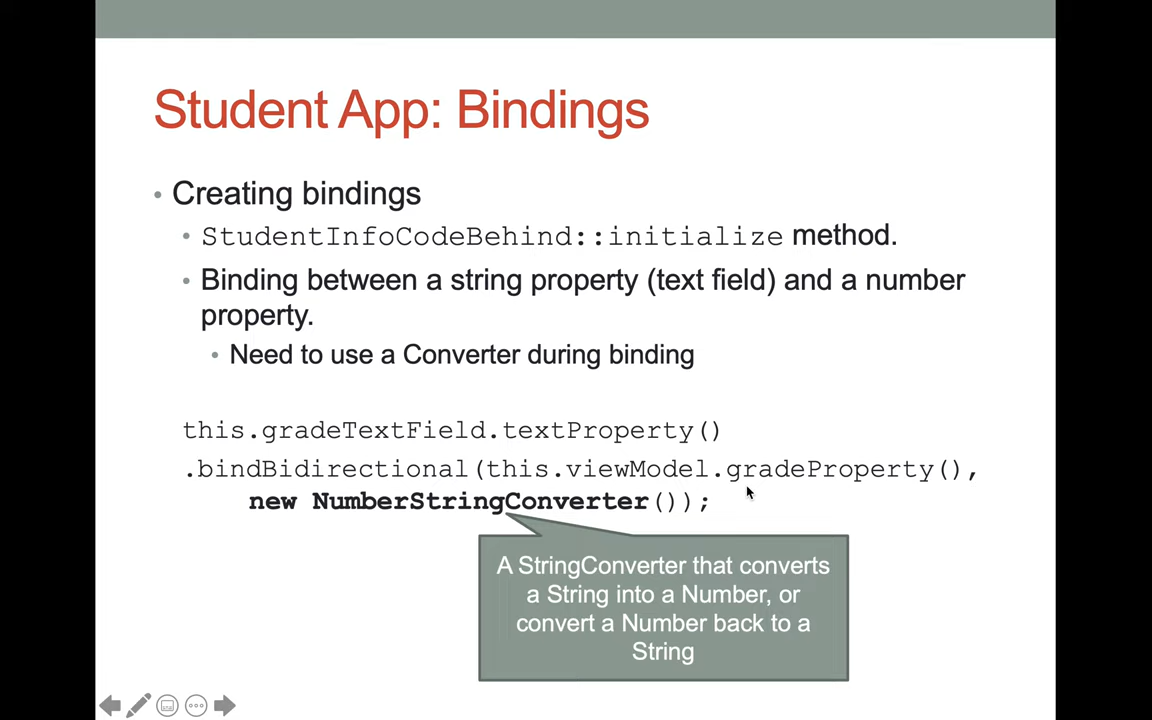 Student App: Bindings
• Creating bindings
• StudentInfoCodeBehind::initialize method.
• Binding between a string property (text field) and a number
property.
• Need to use a Converter during binding
this.gradeTextField.textProperty()
.bindBidirectional(this.viewModel.gradeProperty(),
new NumberStringConverter());
A StringConverter that converts
a String into a Number, or
convert a Number back to a
String